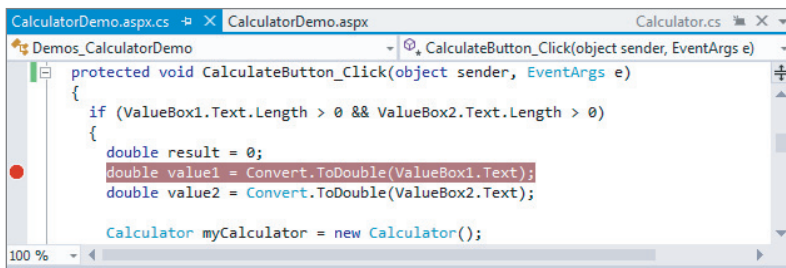 CalculatorDemo.aspx.cs CalculatorDemo.aspx Calculator.cs
Demos_CalculatorDemo CalculateButton_Click(object sender, EventArgs e)
protected void CalculateButton_Click(object sender, EventArgs e)
{
if (ValueBox1.Text.Length > 0 && ValueBox2.Text.Length > 0)
{
double result = 0;
double value1 = Convert.ToDouble(ValueBox1.Text);
double value2 = Convert.ToDouble(ValueBox2.Text);
Calculator myCalculator = new Calculator();
100 %